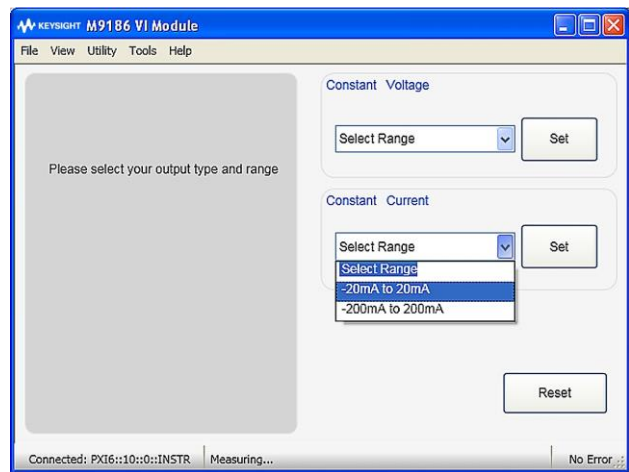 KEYSIGHT M9186 VI Module
File View Utility Tools Help
Please select your output type and range
Constant Voltage
Select Range
Set
Constant Current
Select Range
Set
Select Range
-20mA to 20mA
-200mA to 200mA
Reset
Connected: PXI6::10::0::INSTR Measuring... No Error